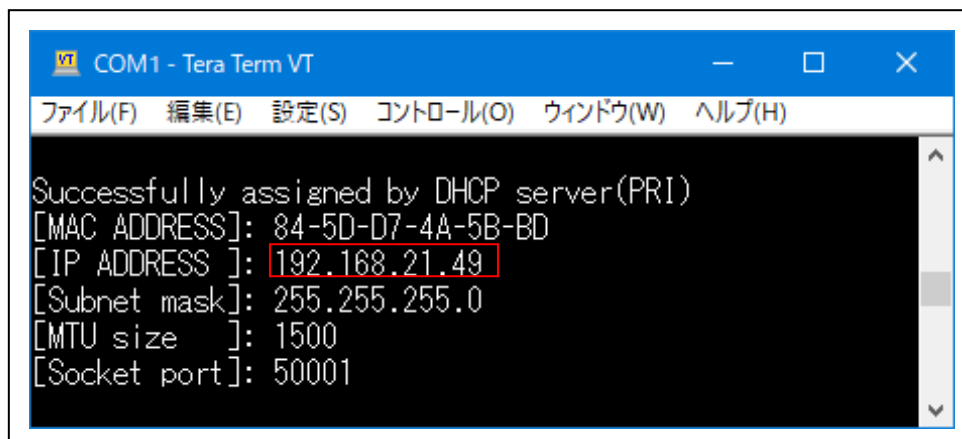 COM1 - Tera Term VT
ファイル(F) 編集(E) 設定(S) コントロール(O) ウィンドウ(W) ヘルプ(H)
Successfully assigned by DHCP server(PRI)
[MAC ADDRESS]: 84-5D-D7-4A-5B-BD
[IP ADDRESS ]: 192.168.21.49
[Subnet mask]: 255.255.255.0
[MTU size   ]: 1500
[Socket port]: 50001